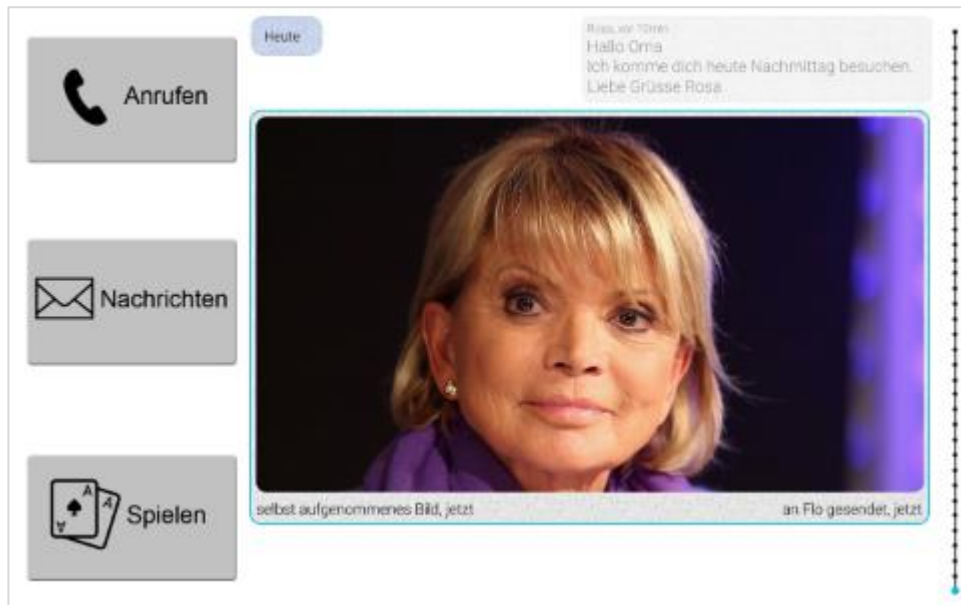 Anrufen
Nachrichten
Spielen
Heute
Rosa, vor 10min
Hallo Oma
Ich komme dich heute Nachmittag besuchen.
Liebe Grüsse Rosa
selbst aufgenommenes Bild, jetzt
an Flo gesendet, jetzt
A
A
A